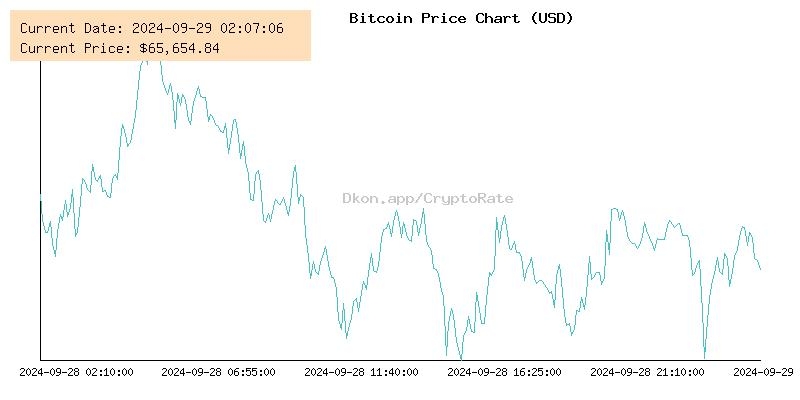 Bitcoin Price Chart (USD)
Current Date: 2024-09-29 02:07:06
Current Price: $65,654.84
Dkon.app/CryptoRate
2024-09-28 02:10:00 2024-09-28 06:55:00 2024-09-28 11:40:00 2024-09-28 16:25:00 2024-09-28 21:10:00 2024-09-29